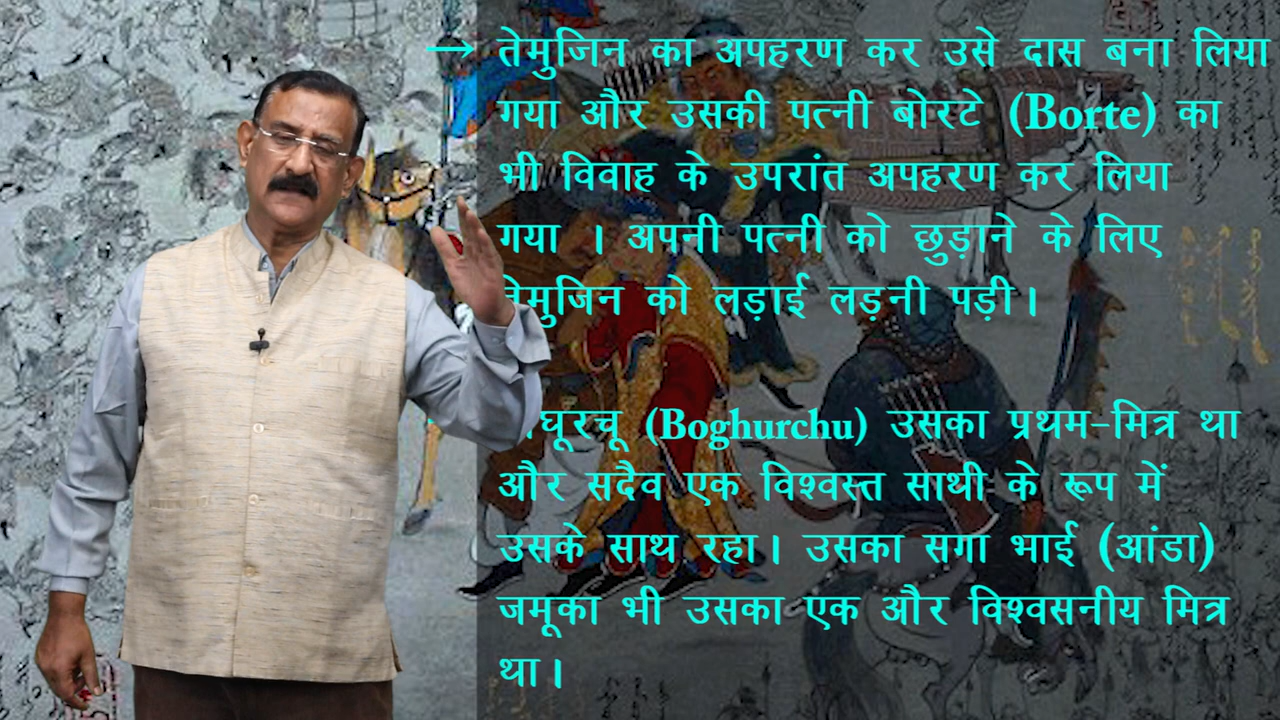 → तेमुजिन का अपहरण कर उसे दास बना लिया
गया और उसकी पत्नी बोरटे (Borte) का
भी विवाह के उपरांत अपहरण कर लिया
गया । अपनी पत्नी को छुड़ाने के लिए
तेमुजिन को लड़ाई लड़नी पड़ी।
(Boghurchu) उसका प्रथम-मित्र था
और सदैव एक विश्वस्त साथी के रूप में
उसके साथ रहा। उसका सगा भाई (आंडा)
जमूका भी उसका एक और विश्वसनीय मित्र
था।